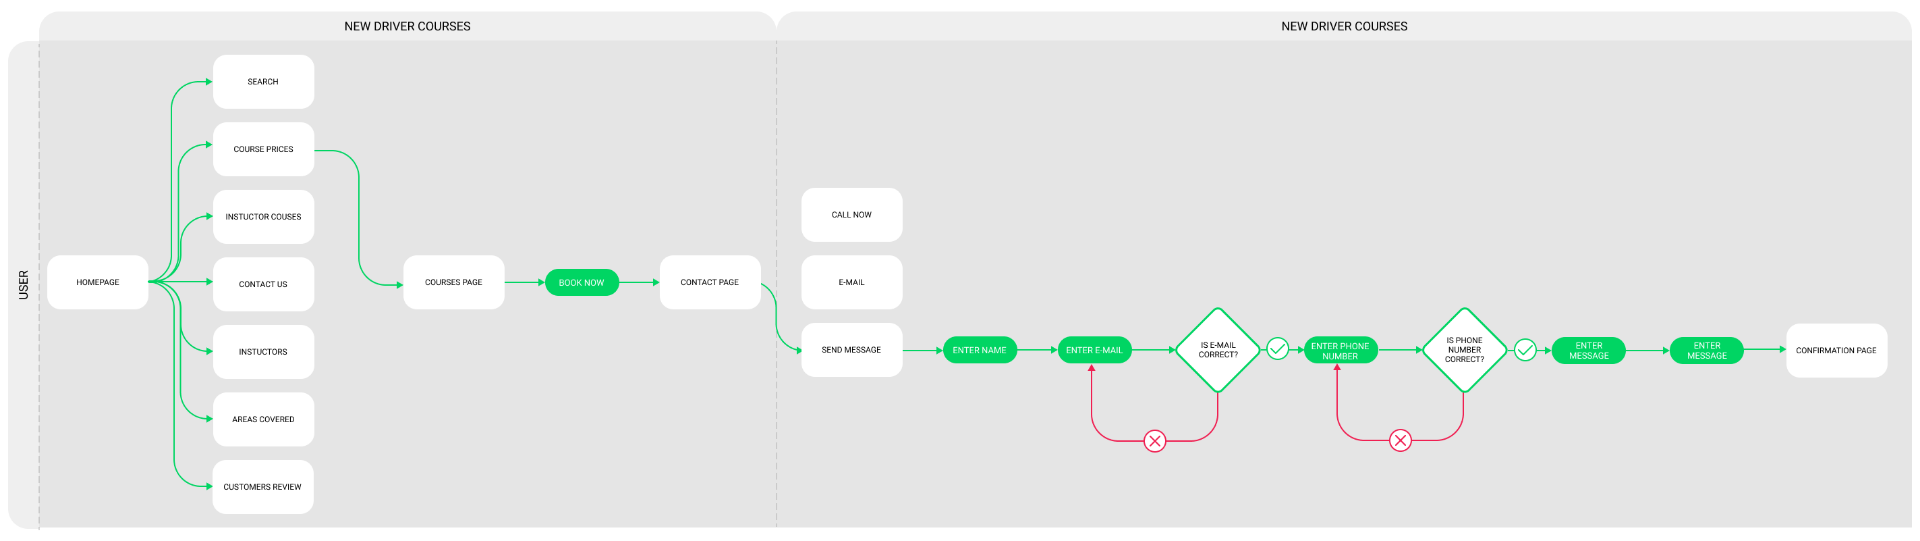 NEW DRIVER COURSES
NEW DRIVER COURSES
USER
HOMEPAGE
SEARCH
COURSE PRICES
INSTUCTOR COUSES
CONTACT US
INSTUCTORS
AREAS COVERED
CUSTOMERS REVIEW
COURSES PAGE
BOOK NOW
CONTACT PAGE
CALL NOW
E-MAIL
SEND MESSAGE
ENTER NAME
ENTER E-MAIL
IS E-MAIL
CORRECT?
ENTER PHONE
NUMBER
IS PHONE
NUMBER
CORRECT?
ENTER
MESSAGE
ENTER
MESSAGE
CONFIRMATION PAGE